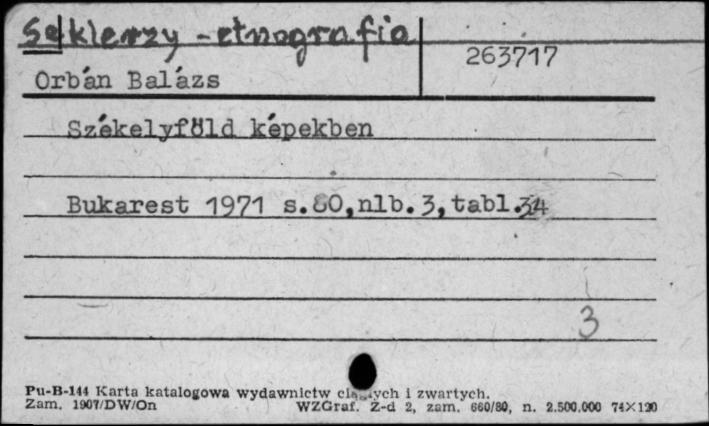 Seklerzy - etnografia
263717
Orbán Balázs
Székelyföld képekben
Bukarest 1971 s.80,nlb.3,tabl.34
3
Pu-B-144 Karta katalogowa wydawnictw ciągłych i zwartych.
Zam. 1907/DW/On WZGraf. Z-d 2, zam. 660/80, n. 2.500.000 74×120